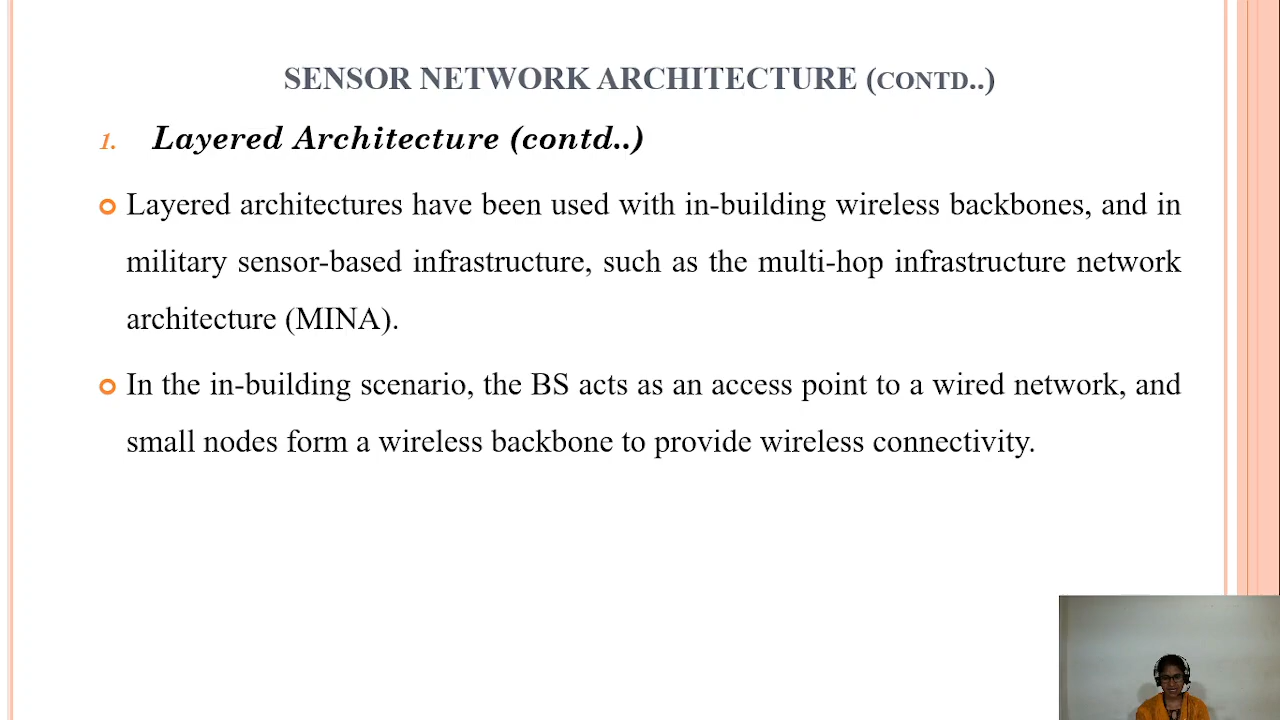 SENSOR NETWORK ARCHITECTURE (CONTD..)
1. Layered Architecture (contd..)
Layered architectures have been used with in-building wireless backbones, and in
military sensor-based infrastructure, such as the multi-hop infrastructure network
architecture (MINA).
In the in-building scenario, the BS acts as an access point to a wired network, and
small nodes form a wireless backbone to provide wireless connectivity.